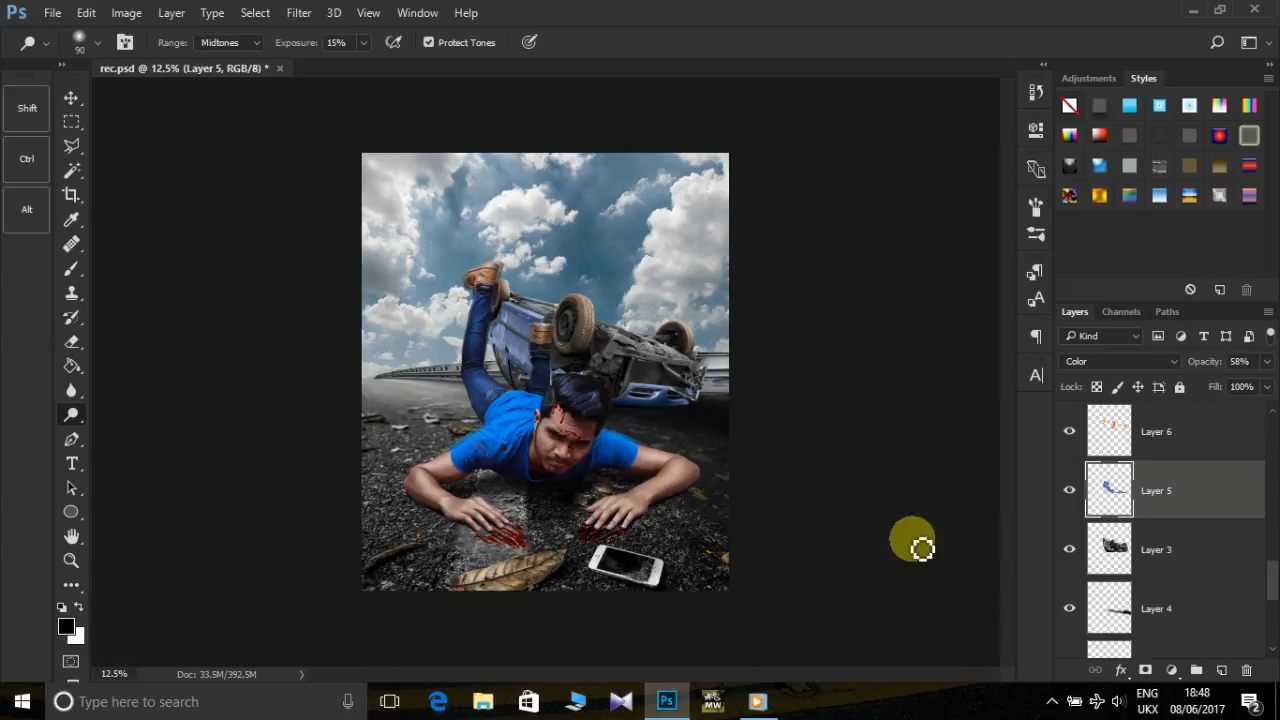 Ps File Edit Image Layer Type Select Filter 3D View Window Help
90 Range: Midtones Exposure: 15% Protect Tones
rec.psd @ 12.5% (Layer 5, RGB/8) * ×
Shift
Ctrl
Alt
Adjustments Styles
Layers Channels Paths
Kind
Color Opacity: 58%
Lock: Fill: 100%
Layer 6
Layer 5
Layer 3
Layer 4
12.5% Doc: 33.5M/392.5M
Type here to search
Ps
MW
ENG
UKX
18:48
08/06/2017
2